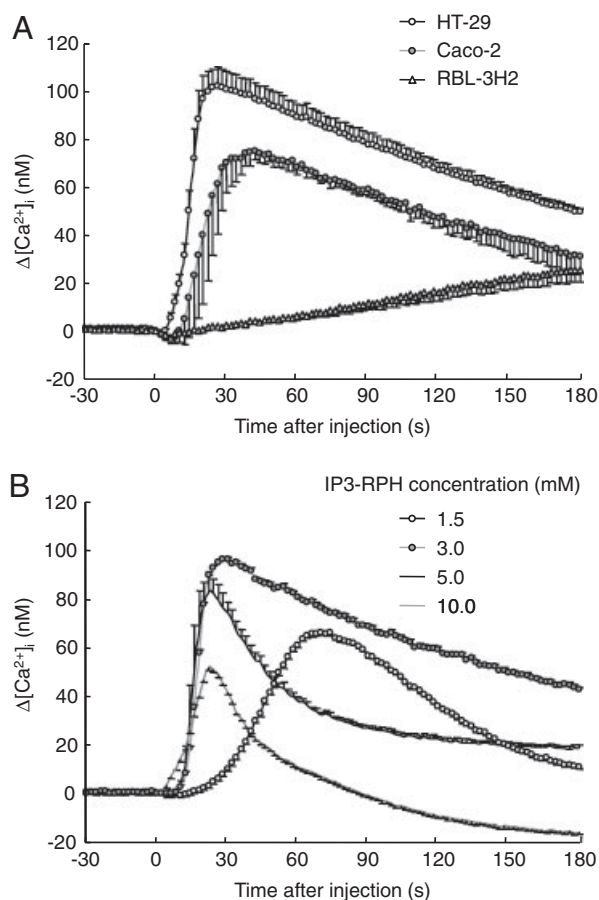 A
HT-29
Caco-2
RBL-3H2
Δ[Ca²⁺]ᵢ (nM)
120
100
80
60
40
20
0
-20
-30 0 30 60 90 120 150 180
Time after injection (s)
B
IP3-RPH concentration (mM)
1.5
3.0
5.0
10.0
Δ[Ca²⁺]ᵢ (nM)
120
100
80
60
40
20
0
-20
-30 0 30 60 90 120 150 180
Time after injection (s)